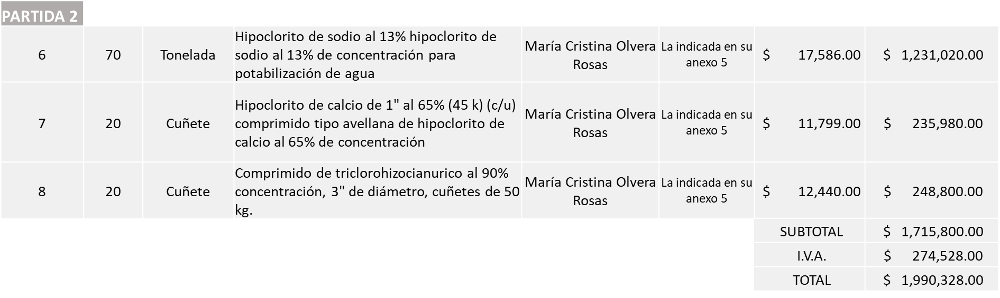 PARTIDA 2
6 70 Tonelada Hipoclorito de sodio al 13% hipoclorito de sodio al 13% de concentración para potabilización de agua María Cristina Olvera Rosas La indicada en su anexo 5 $ 17,586.00 $ 1,231,020.00
7 20 Cuñete Hipoclorito de calcio de 1" al 65% (45 k) (c/u) comprimido tipo avellana de hipoclorito de calcio al 65% de concentración María Cristina Olvera Rosas La indicada en su anexo 5 $ 11,799.00 $ 235,980.00
8 20 Cuñete Comprimido de triclorohizocianurico al 90% concentración, 3" de diámetro, cuñetes de 50 kg. María Cristina Olvera Rosas La indicada en su anexo 5 $ 12,440.00 $ 248,800.00
SUBTOTAL $ 1,715,800.00
I.V.A. $ 274,528.00
TOTAL $ 1,990,328.00